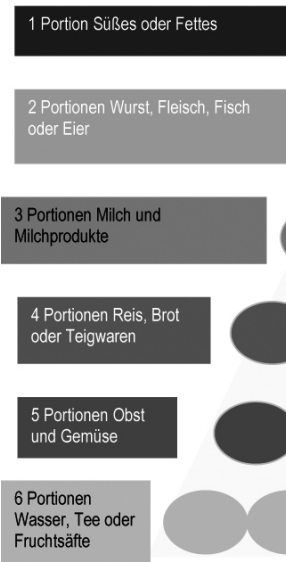 1 Portion Süßes oder Fettes
2 Portionen Wurst, Fleisch, Fisch
oder Eier
3 Portionen Milch und
Milchprodukte
4 Portionen Reis, Brot
oder Teigwaren
5 Portionen Obst
und Gemüse
6 Portionen
Wasser, Tee oder
Fruchtsäfte